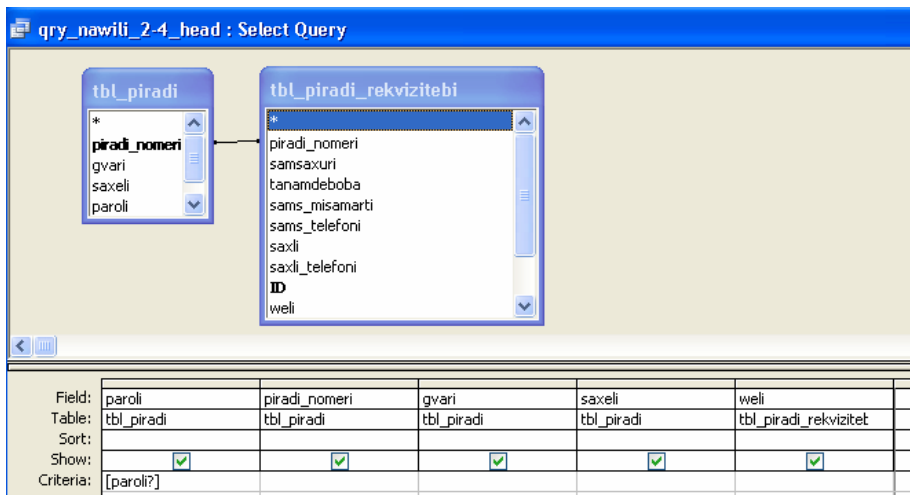 qry_nawili_2-4_head : Select Query
tbl_piradi
*
piradi_nomeri
gvari
saxeli
paroli
tbl_piradi_rekvizitebi
*
piradi_nomeri
samsaxuri
tanamdeboba
sams_misamarti
sams_telefoni
saxli
saxli_telefoni
ID
weli
Field: paroli piradi_nomeri gvari saxeli weli
Table: tbl_piradi tbl_piradi tbl_piradi tbl_piradi tbl_piradi_rekvizitet
Sort:
Show:
Criteria: [paroli?]